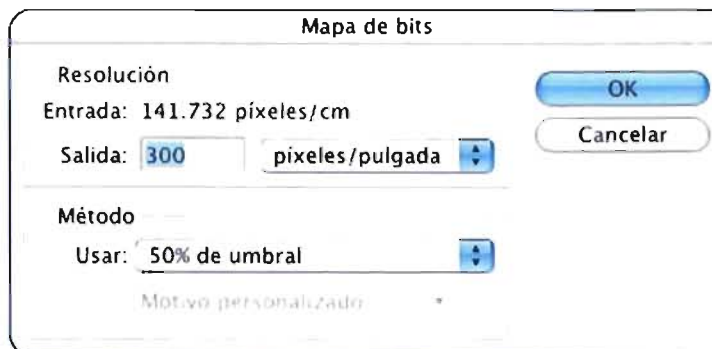 Mapa de bits
Resolución
Entrada: 141.732 píxeles/cm
Salida: 300 píxeles/pulgada
OK
Cancelar
Método
Usar: 50% de umbral
Motivo personalizado